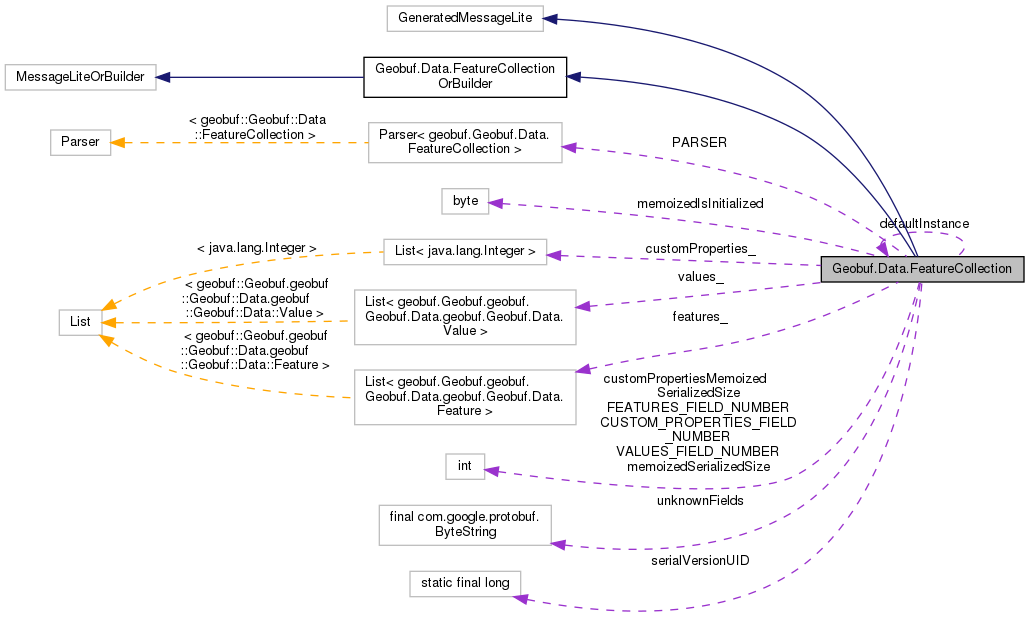 GeneratedMessageLite
MessageLiteOrBuilder
Geobuf.Data.FeatureCollection
OrBuilder
Parser
< geobuf::Geobuf::Data
::FeatureCollection >
Parser< geobuf.Geobuf.Data.
FeatureCollection >
PARSER
byte
memoizedIsInitialized
defaultInstance
Geobuf.Data.FeatureCollection
< java.lang.Integer >
List< java.lang.Integer >
customProperties_
List
< geobuf::Geobuf.geobuf
::Geobuf::Data.geobuf
::Geobuf::Data::Value >
List< geobuf.Geobuf.geobuf.
Geobuf.Data.geobuf.Geobuf.Data.
Value >
values_
< geobuf::Geobuf.geobuf
::Geobuf::Data.geobuf
::Geobuf::Data::Feature >
List< geobuf.Geobuf.geobuf.
Geobuf.Data.geobuf.Geobuf.Data.
Feature >
features_
int
customPropertiesMemoized
SerializedSize
FEATURES_FIELD_NUMBER
CUSTOM_PROPERTIES_FIELD
_NUMBER
VALUES_FIELD_NUMBER
memoizedSerializedSize
final com.google.protobuf.
ByteString
unknownFields
static final long
serialVersionUID